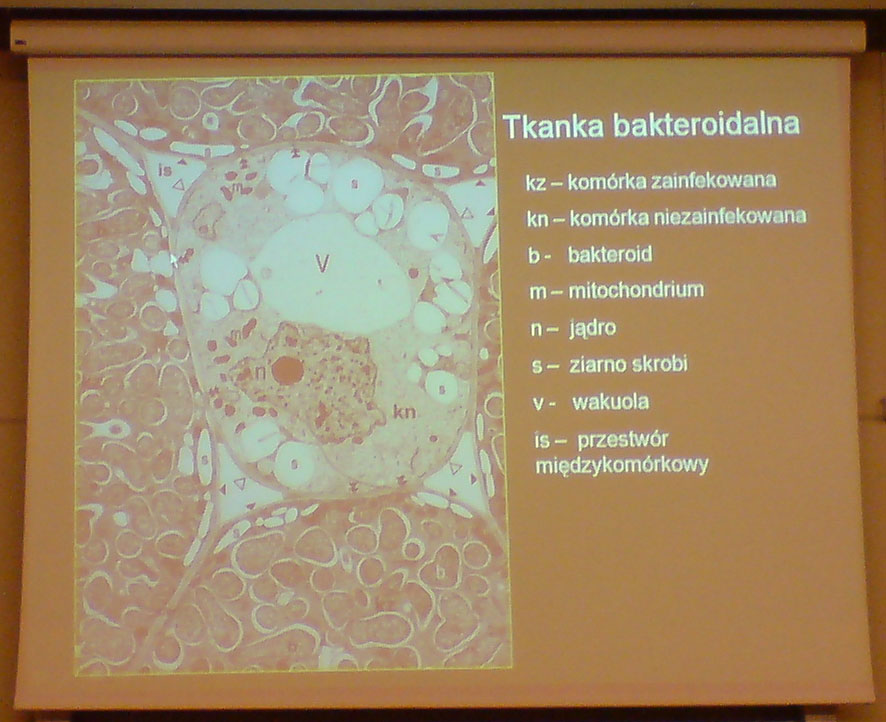 Tkanka bakteroidalna
kz – komórka zainfekowana
kn – komórka niezainfekowana
b - bakteroid
m – mitochondrium
n – jądro
s – ziarno skrobi
v - wakuola
is – przestwór
międzykomórkowy
is
s
s
m
V
m
n
s
kn
s
s
b